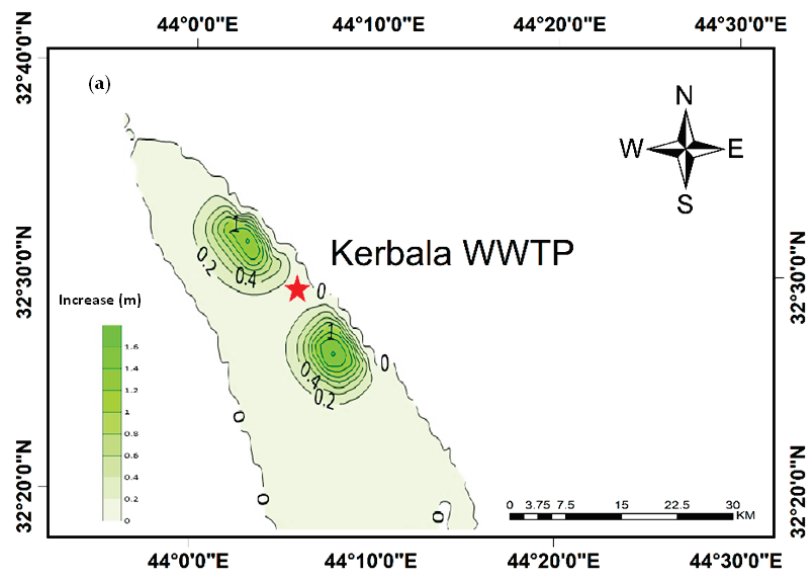 44°0'0"E 44°10'0"E 44°20'0"E 44°30'0"E
32°40'0"N
(a)
N
W E
S
1
0.2 0.4
Kerbala WWTP
32°30'0"N 32°30'0"N
0
Increase (m)
1.6
1.4
1.2
1
0.8
0.6
0.4
0.2
0
1
0
0.4
0.2
0
0 0
32°20'0"N 32°20'0"N
0 3.75 7.5 15 22.5 30
KM
44°0'0"E 44°10'0"E 44°20'0"E 44°30'0"E